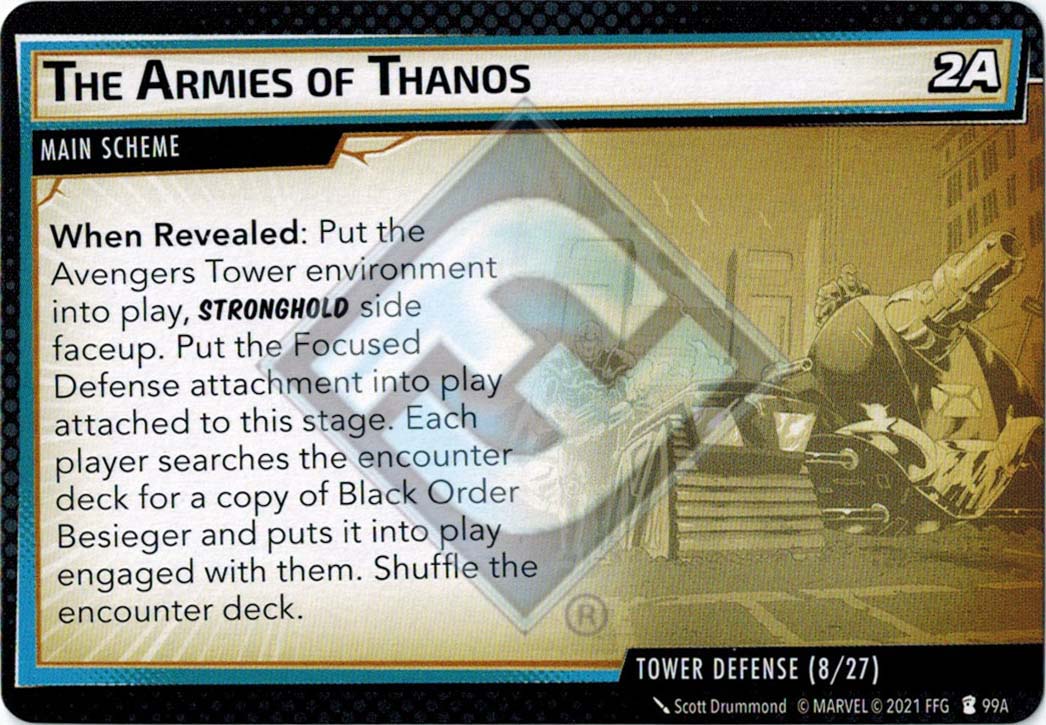 The Armies of Thanos
2A
MAIN SCHEME
When Revealed: Put the
Avengers Tower environment
into play, STRONGHOLD side
faceup. Put the Focused
Defense attachment into play
attached to this stage. Each
player searches the encounter
deck for a copy of Black Order
Besieger and puts it into play
engaged with them. Shuffle the
encounter deck.
®
TOWER DEFENSE (8/27)
Scott Drummond © MARVEL © 2021 FFG 99A